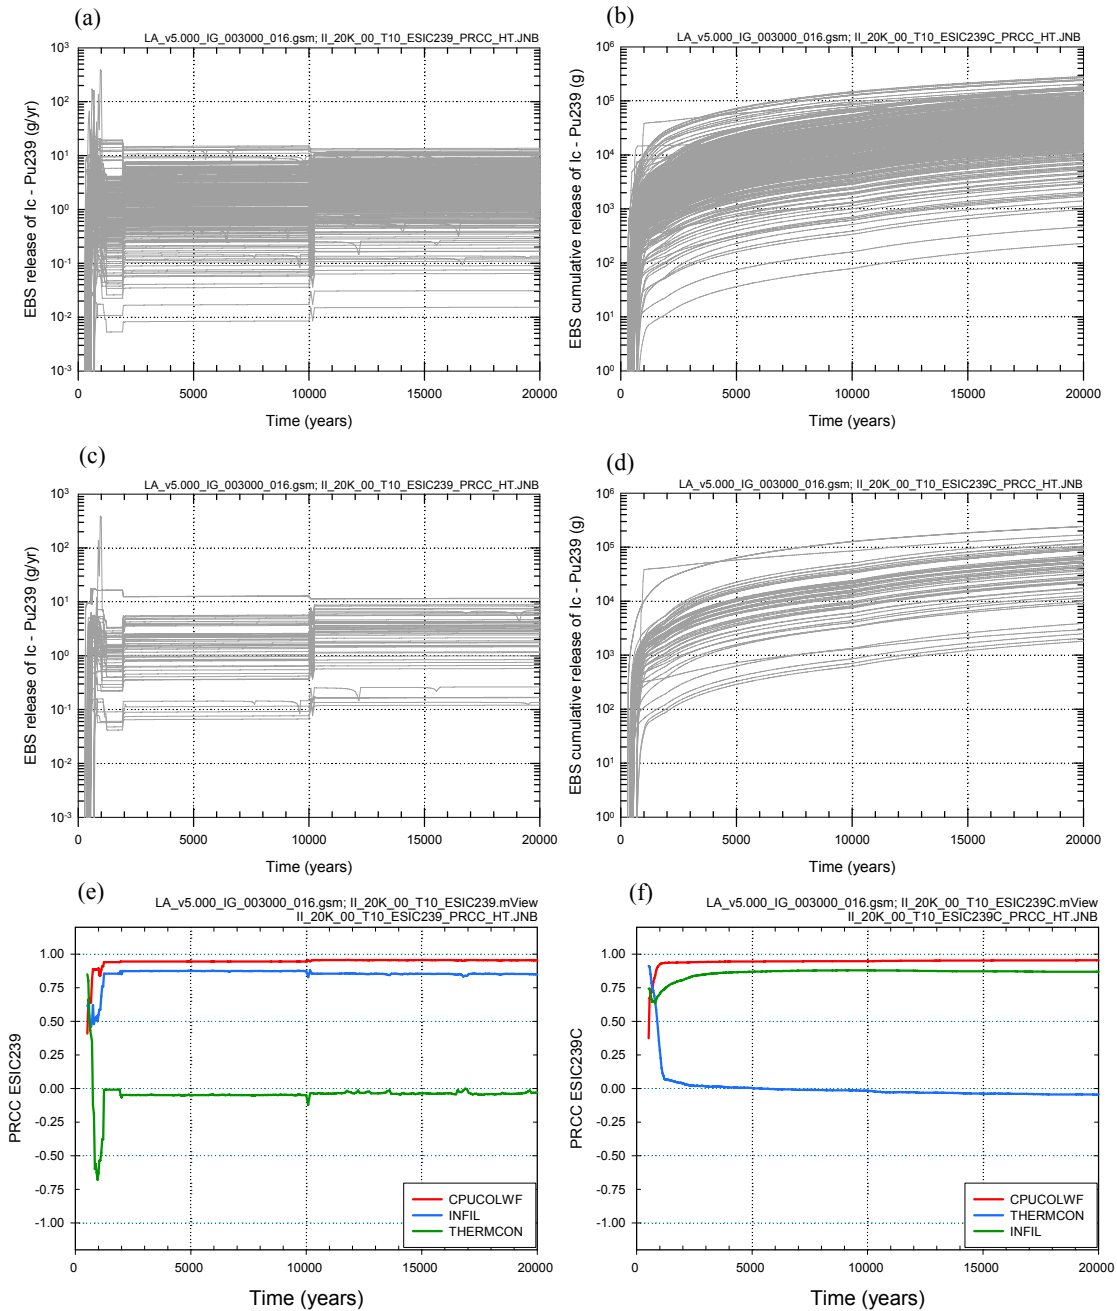 (a)
LA_v5.000_IG_003000_016.gsm; II_20K_00_T10_ESIC239_PRCC_HT.JNB
EBS release of Ic - Pu239 (g/yr)
10³
10²
10¹
10⁰
10⁻¹
10⁻²
10⁻³
0 5000 10000 15000 20000
Time (years)
(b)
LA_v5.000_IG_003000_016.gsm; II_20K_00_T10_ESIC239C_PRCC_HT.JNB
EBS cumulative release of Ic - Pu239 (g)
10⁶
10⁵
10⁴
10³
10²
10¹
10⁰
0 5000 10000 15000 20000
Time (years)
(c)
LA_v5.000_IG_003000_016.gsm; II_20K_00_T10_ESIC239_PRCC_HT.JNB
EBS release of Ic - Pu239 (g/yr)
10³
10²
10¹
10⁰
10⁻¹
10⁻²
10⁻³
0 5000 10000 15000 20000
Time (years)
(d)
LA_v5.000_IG_003000_016.gsm; II_20K_00_T10_ESIC239C_PRCC_HT.JNB
EBS cumulative release of Ic - Pu239 (g)
10⁶
10⁵
10⁴
10³
10²
10¹
10⁰
0 5000 10000 15000 20000
Time (years)
(e)
LA_v5.000_IG_003000_016.gsm; II_20K_00_T10_ESIC239.mView
II_20K_00_T10_ESIC239_PRCC_HT.JNB
PRCC ESIC239
1.00
0.75
0.50
0.25
0.00
-0.25
-0.50
-0.75
-1.00
CPUCOLWF
INFIL
THERMCON
0 5000 10000 15000 20000
Time (years)
(f)
LA_v5.000_IG_003000_016.gsm; II_20K_00_T10_ESIC239C.mView
II_20K_00_T10_ESIC239C_PRCC_HT.JNB
PRCC ESIC239C
1.00
0.75
0.50
0.25
0.00
-0.25
-0.50
-0.75
-1.00
CPUCOLWF
THERMCON
INFIL
0 5000 10000 15000 20000
Time (years)